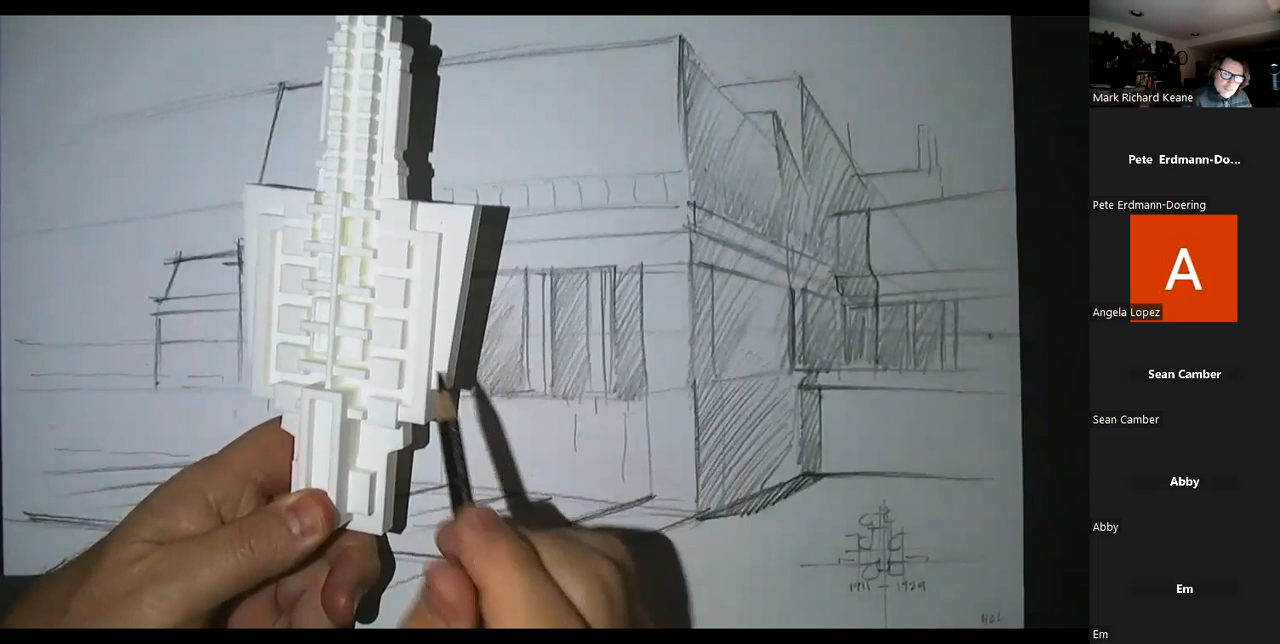 Mark Richard Keane
Pete Erdmann-Do...
Pete Erdmann-Doering
A
Angela Lopez
Sean Camber
Sean Camber
Abby
Abby
Em
Em
1911 - 1929